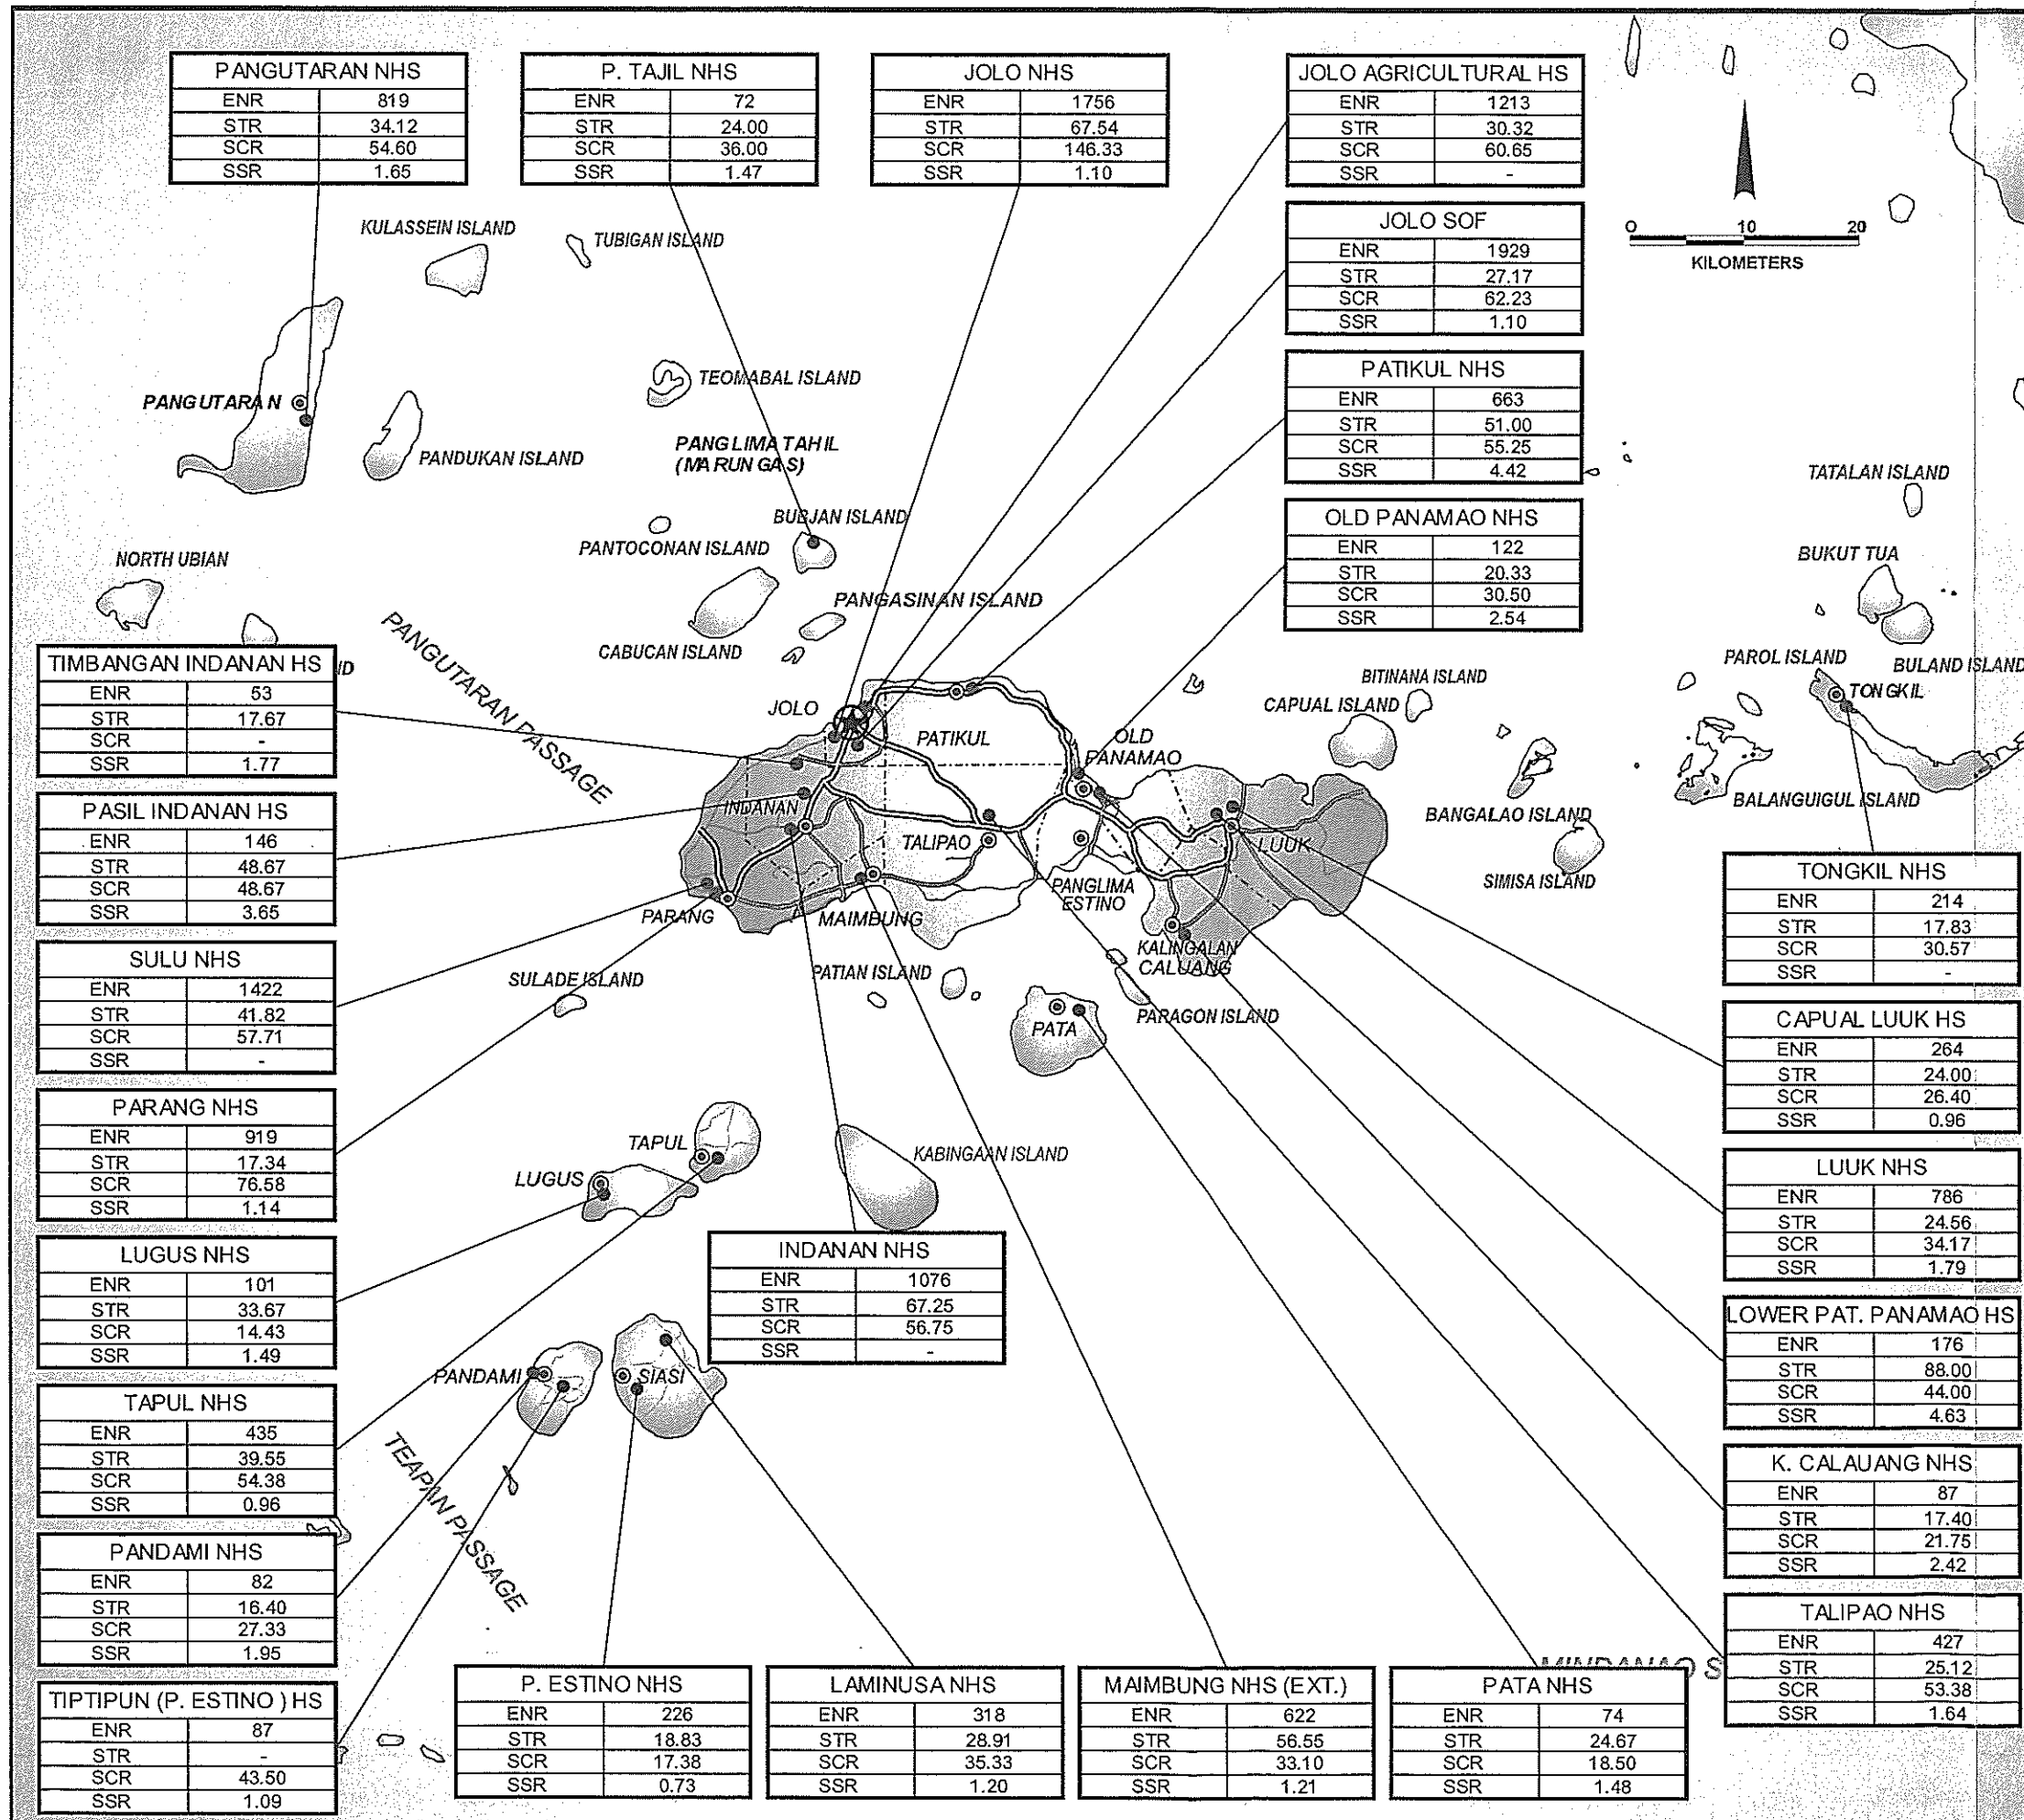 PANGUTARAN NHS
ENR 819
STR 34.12
SCR 54.60
SSR 1.65
P. TAJIL NHS
ENR 72
STR 24.00
SCR 36.00
SSR 1.47
JOLO NHS
ENR 1756
STR 67.54
SCR 146.33
SSR 1.10
JOLO AGRICULTURAL HS
ENR 1213
STR 30.32
SCR 60.65
SSR -
JOLO SOF
ENR 1929
STR 27.17
SCR 62.23
SSR 1.10
PATIKUL NHS
ENR 663
STR 51.00
SCR 55.25
SSR 4.42
OLD PANAMAO NHS
ENR 122
STR 20.33
SCR 30.50
SSR 2.54
0 10 20
KILOMETERS
KULASSEIN ISLAND
TUBIGAN ISLAND
TEOMABAL ISLAND
PANGUTARAN
PANDUKAN ISLAND
PANGLIMA TAHIL
(MARUNGAS)
BUBJAN ISLAND
PANTOCONAN ISLAND
NORTH UBIAN
PANGASINAN ISLAND
CABUCAN ISLAND
PANGUTARAN PASSAGE
TATALAN ISLAND
BUKUT TUA
PAROL ISLAND
BULAND ISLAND
TONGKIL
BITINANA ISLAND
CAPUAL ISLAND
BANGALAO ISLAND
BALANGUIGUL ISLAND
SIMISA ISLAND
JOLO
PATIKUL
OLD
PANAMAO
INDANAN
TALIPAO
LUUK
PANGLIMA
ESTINO
PARANG
MAIMBUNG
KALINGALAN
CALUANG
SULADE ISLAND
PATIAN ISLAND
PATA
PARAGON ISLAND
TAPUL
LUGUS
KABINGAAN ISLAND
PANDAMI
SIASI
TEAPAN PASSAGE
MINDANAO S
TIMBANGAN INDANAN HS
ND
ENR 53
STR 17.67
SCR -
SSR 1.77
PASIL INDANAN HS
ENR 146
STR 48.67
SCR 48.67
SSR 3.65
SULU NHS
ENR 1422
STR 41.82
SCR 57.71
SSR -
PARANG NHS
ENR 919
STR 17.34
SCR 76.58
SSR 1.14
LUGUS NHS
ENR 101
STR 33.67
SCR 14.43
SSR 1.49
TAPUL NHS
ENR 435
STR 39.55
SCR 54.38
SSR 0.96
PANDAMI NHS
ENR 82
STR 16.40
SCR 27.33
SSR 1.95
TIPTIPUN (P. ESTINO ) HS
ENR 87
STR -
SCR 43.50
SSR 1.09
INDANAN NHS
ENR 1076
STR 67.25
SCR 56.75
SSR -
P. ESTINO NHS
ENR 226
STR 18.83
SCR 17.38
SSR 0.73
LAMINUSA NHS
ENR 318
STR 28.91
SCR 35.33
SSR 1.20
MAIMBUNG NHS (EXT.)
ENR 622
STR 56.55
SCR 33.10
SSR 1.21
PATA NHS
ENR 74
STR 24.67
SCR 18.50
SSR 1.48
TONGKIL NHS
ENR 214
STR 17.83
SCR 30.57
SSR -
CAPUAL LUUK HS
ENR 264
STR 24.00
SCR 26.40
SSR 0.96
LUUK NHS
ENR 786
STR 24.56
SCR 34.17
SSR 1.79
LOWER PAT. PANAMAO HS
ENR 176
STR 88.00
SCR 44.00
SSR 4.63
K. CALAUANG NHS
ENR 87
STR 17.40
SCR 21.75
SSR 2.42
TALIPAO NHS
ENR 427
STR 25.12
SCR 53.38
SSR 1.64